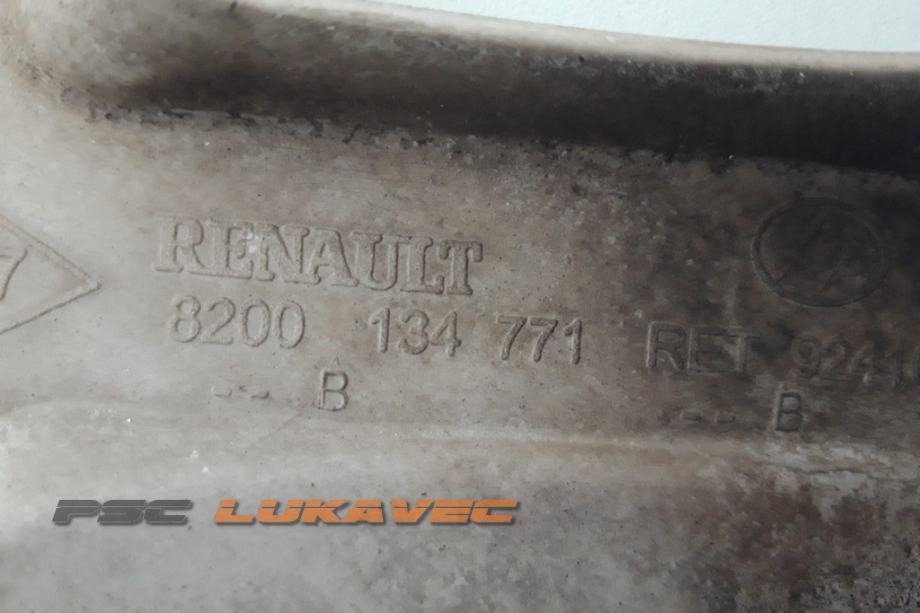 RENAULT
8200 134 771 RET 9241
-- B -- B
PSC LUKAVEC